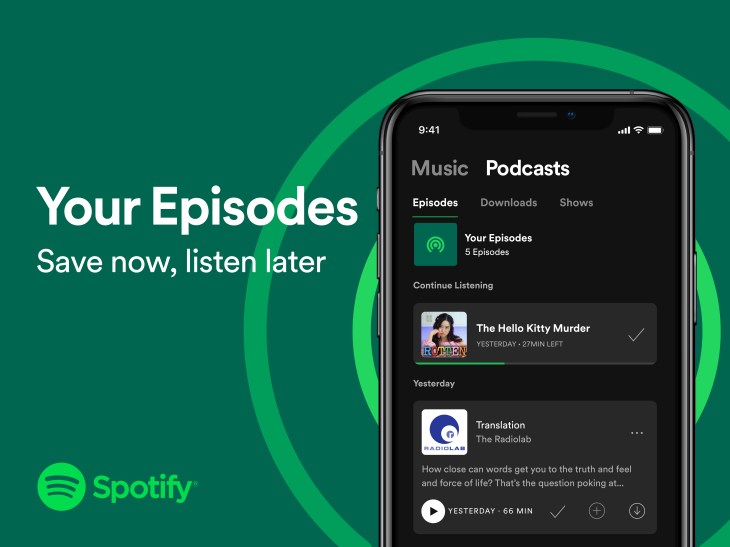 Your Episodes
Save now, listen later
Spotify®
9:41
Music Podcasts
Episodes Downloads Shows
Your Episodes
5 Episodes
Continue Listening
ROTTEN
The Hello Kitty Murder
YESTERDAY • 27MIN LEFT
Yesterday
RADIOLAB
Translation
The Radiolab
How close can words get you to the truth and feel
and force of life? That's the question poking at...
YESTERDAY · 66 MIN